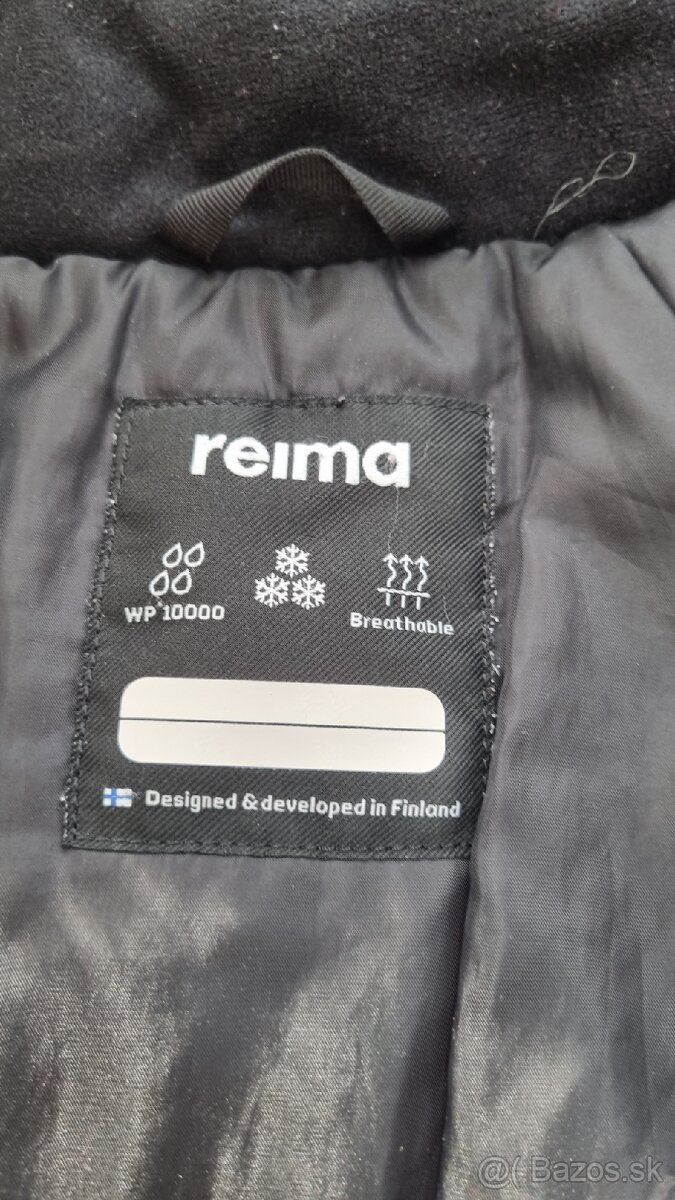 reima
WP 10000
Breathable
Designed & developed in Finland
@( Bazos.sk